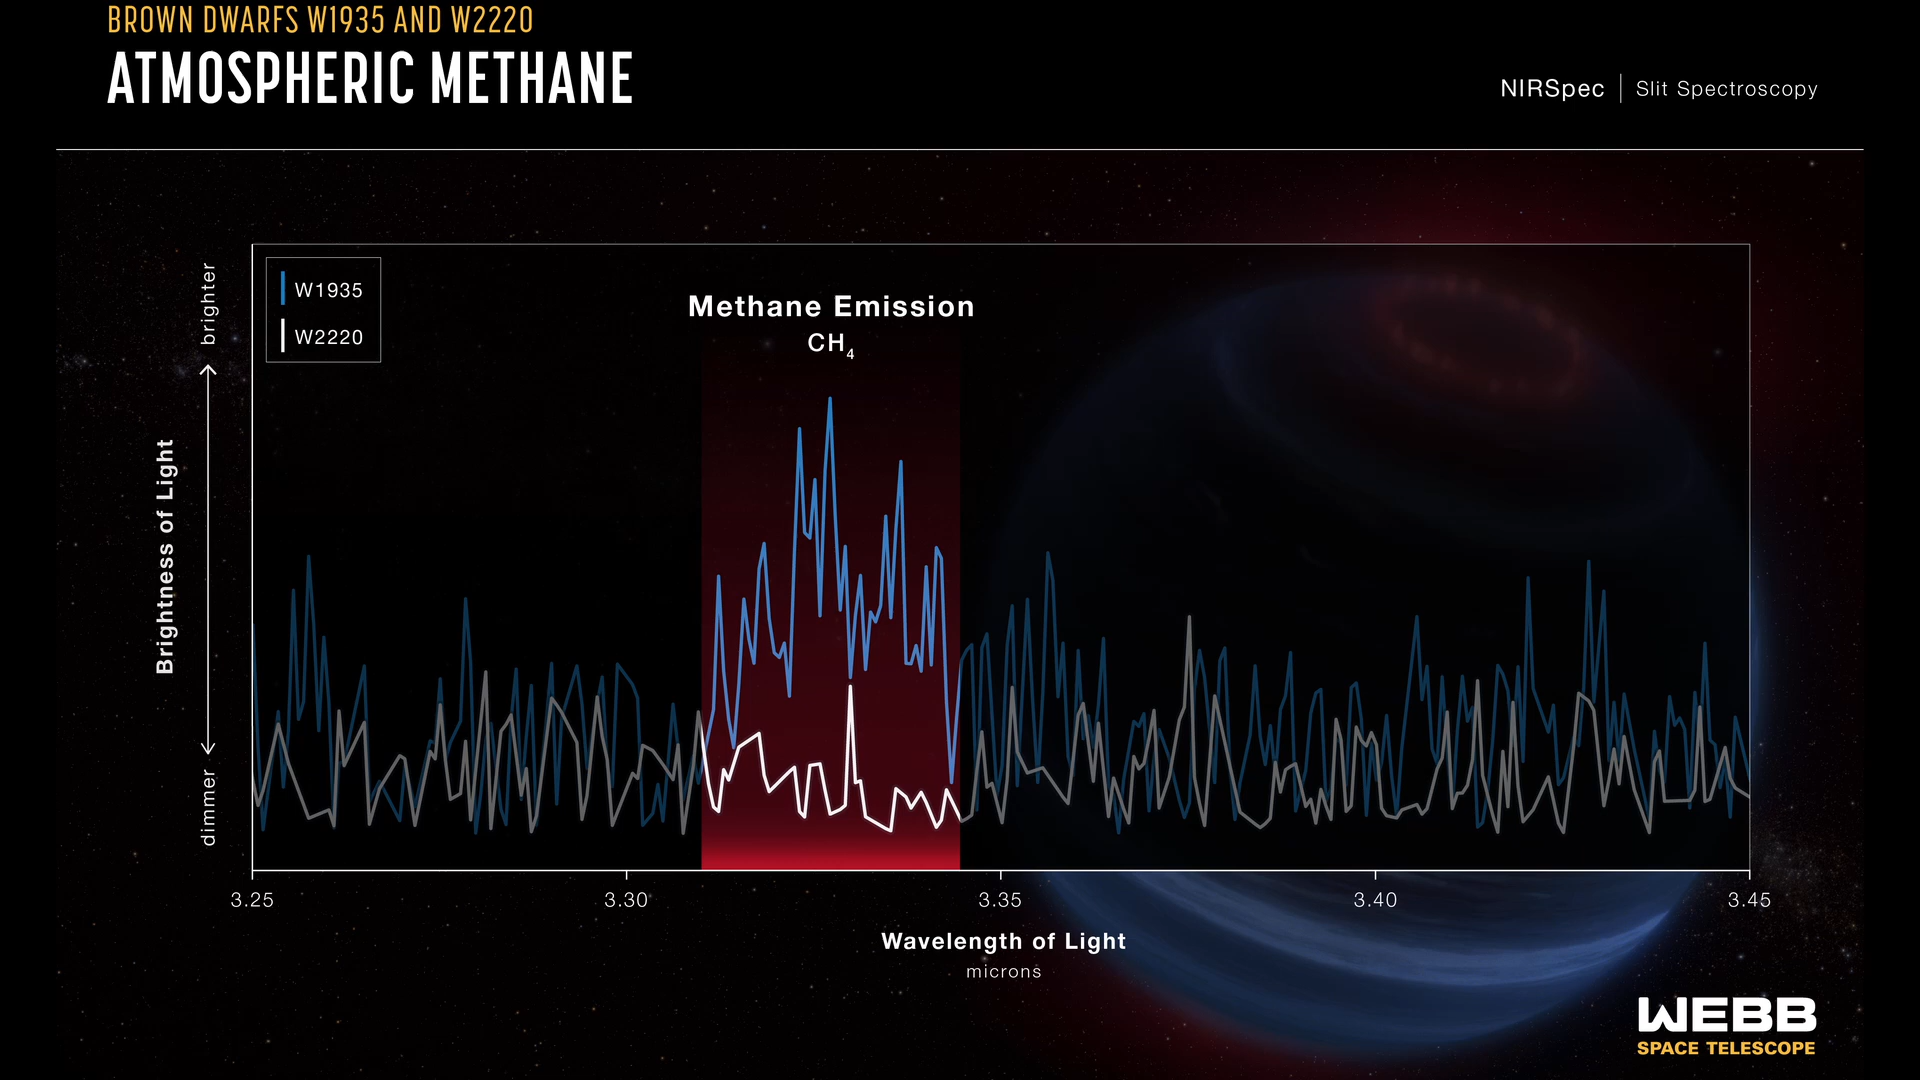 BROWN DWARFS W1935 AND W2220
ATMOSPHERIC METHANE
NIRSpec | Slit Spectroscopy
W1935
W2220
Methane Emission
CH₄
brighter
Brightness of Light
dimmer
3.25 3.30 3.35 3.40 3.45
Wavelength of Light
microns
WEBB
SPACE TELESCOPE